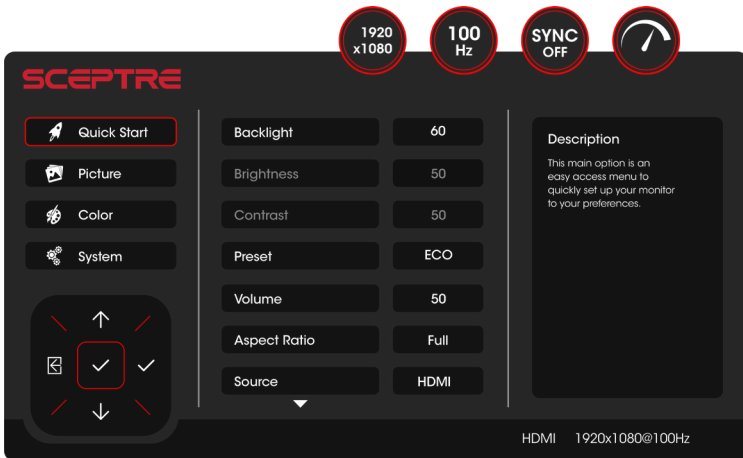 1920
x1080
100
Hz
SYNC
OFF
SCEPTRE
Quick Start
Picture
Color
System
Backlight 60
Brightness 50
Contrast 50
Preset ECO
Volume 50
Aspect Ratio Full
Source HDMI
Description
This main option is an
easy access menu to
quickly set up your monitor
to your preferences.
HDMI 1920x1080@100Hz